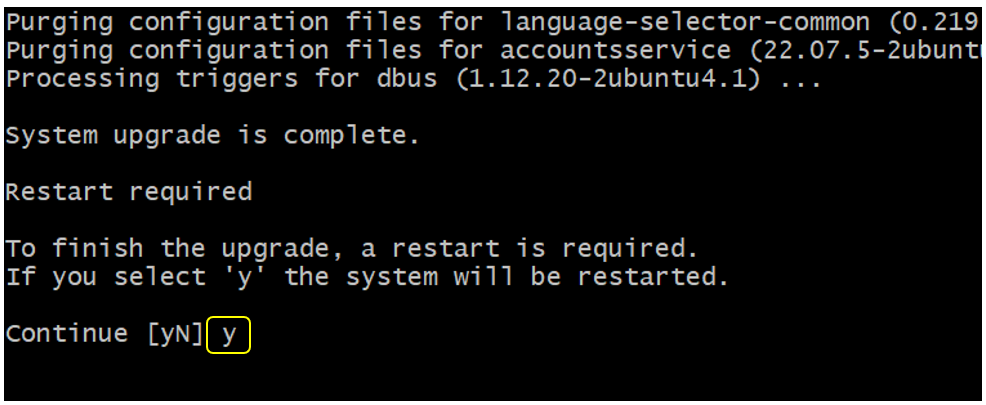 Purging configuration files for language-selector-common (0.219
Purging configuration files for accountsservice (22.07.5-2ubunt
Processing triggers for dbus (1.12.20-2ubuntu4.1) ...
System upgrade is complete.
Restart required
To finish the upgrade, a restart is required.
If you select 'y' the system will be restarted.
Continue [yN] y